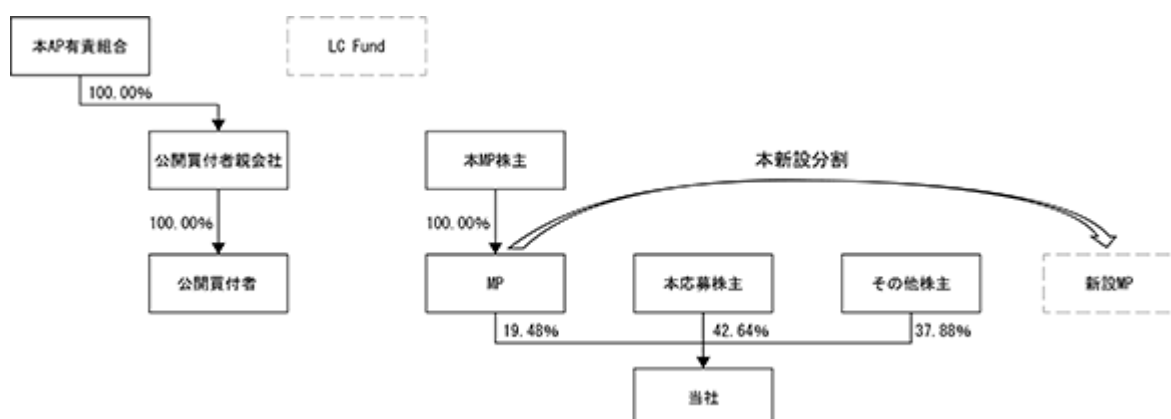 本AP有責組合
LC Fund
100.00%
公開買付者親会社
本MP株主
本新設分割
100.00%
100.00%
公開買付者
MP
本応募株主
その他株主
新設MP
19.48%
42.64%
37.88%
当社